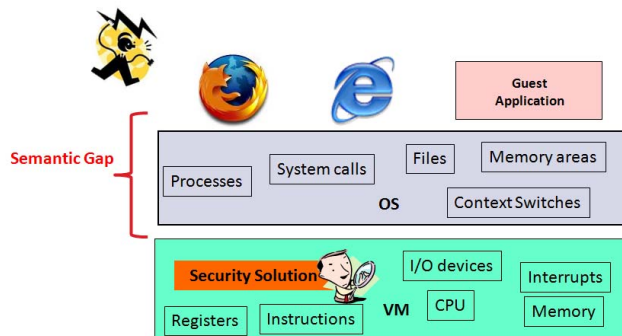 Guest
Application
Semantic Gap
Processes
System calls
Files
Memory areas
OS
Context Switches
Security Solution
I/O devices
Interrupts
Registers
Instructions
VM
CPU
Memory